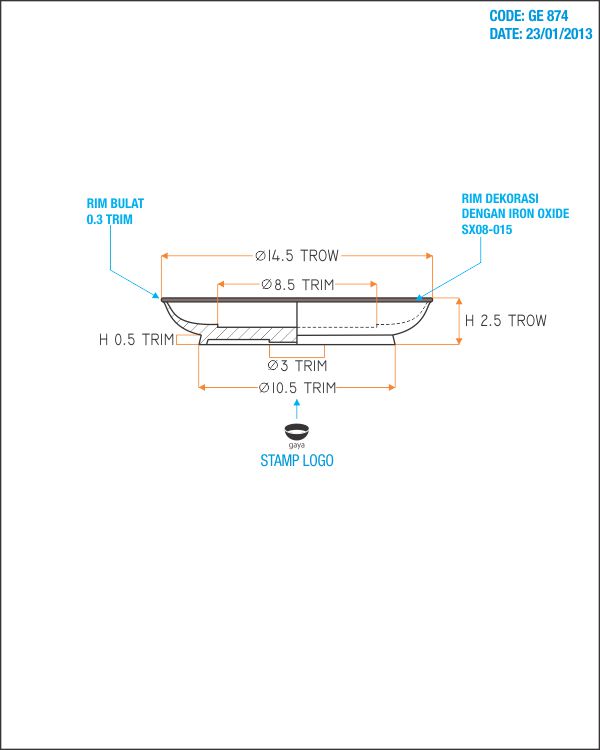 CODE: GE 874
DATE: 23/01/2013
RIM BULAT
0.3 TRIM
RIM DEKORASI
DENGAN IRON OXIDE
SX08-015
Ø14.5 TROW
Ø8.5 TRIM
H 2.5 TROW
H 0.5 TRIM
Ø3 TRIM
Ø10.5 TRIM
gaya
STAMP LOGO